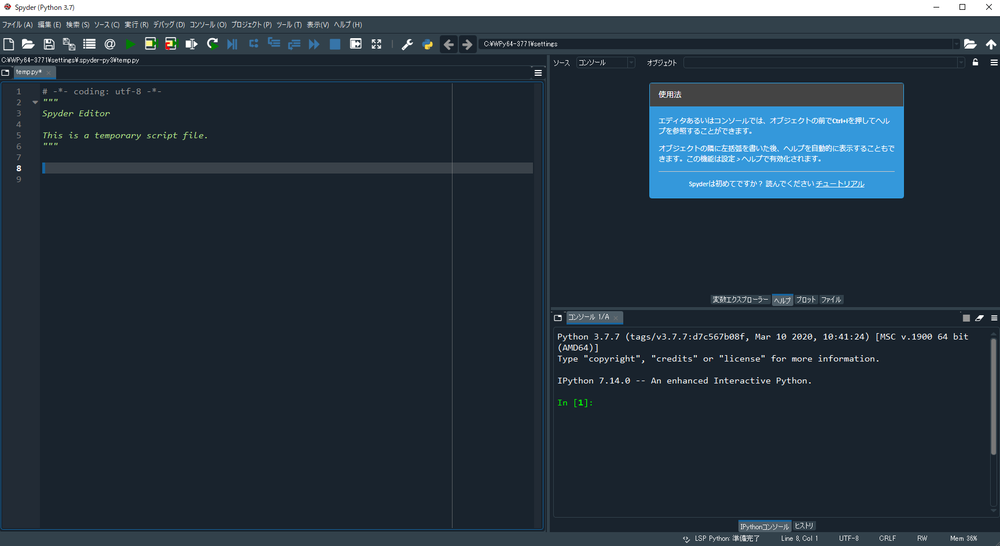 Spyder (Python 3.7)
ファイル (A) 編集 (E) 検索 (S) ソース (C) 実行 (R) デバッグ (D) コンソール (O) プロジェクト (P) ツール (T) 表示(V) ヘルプ (H)
C:¥WPy64-3771¥settings
C:¥WPy64-3771¥settings¥.spyder-py3¥temp.py
temp.py*
1 # -*- coding: utf-8 -*-
2 """
3 Spyder Editor
4
5 This is a temporary script file.
6 """
7
8
9
ソース コンソール オブジェクト
使用法
エディタあるいはコンソールでは、オブジェクトの前でCtrl+Iを押してヘル
プを参照することができます。
オブジェクトの隣に左括弧を書いた後、ヘルプを自動的に表示することもで
きます。この機能は設定 > ヘルプで有効化されます。
Spyderは初めてですか？ 読んでください チュートリアル
変数エクスプローラー ヘルプ プロット ファイル
コンソール 1/A
Python 3.7.7 (tags/v3.7.7:d7c567b08f, Mar 10 2020, 10:41:24) [MSC v.1900 64 bit
(AMD64)]
Type "copyright", "credits" or "license" for more information.
IPython 7.14.0 -- An enhanced Interactive Python.
In [1]:
IPythonコンソール ヒストリ
LSP Python: 準備完了 Line 8, Col 1 UTF-8 CRLF RW Mem 36%